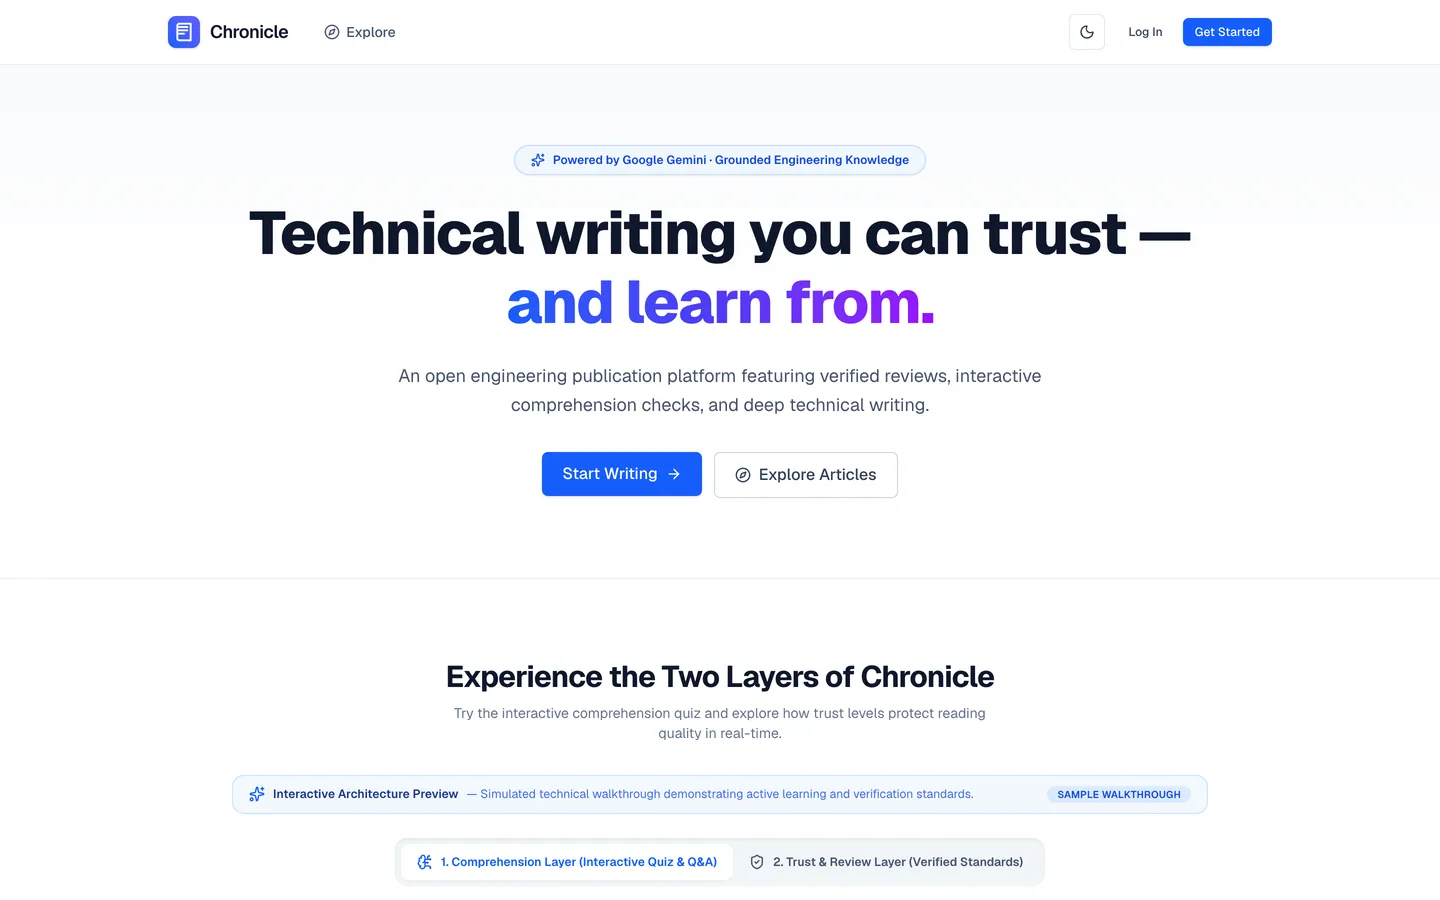 Chronicle
Explore
Log In
Get Started
Powered by Google Gemini · Grounded Engineering Knowledge
Technical writing you can trust —
and learn from.
An open engineering publication platform featuring verified reviews, interactive
comprehension checks, and deep technical writing.
Start Writing →
Explore Articles
Experience the Two Layers of Chronicle
Try the interactive comprehension quiz and explore how trust levels protect reading
quality in real-time.
Interactive Architecture Preview — Simulated technical walkthrough demonstrating active learning and verification standards.
SAMPLE WALKTHROUGH
1. Comprehension Layer (Interactive Quiz & Q&A)
2. Trust & Review Layer (Verified Standards)